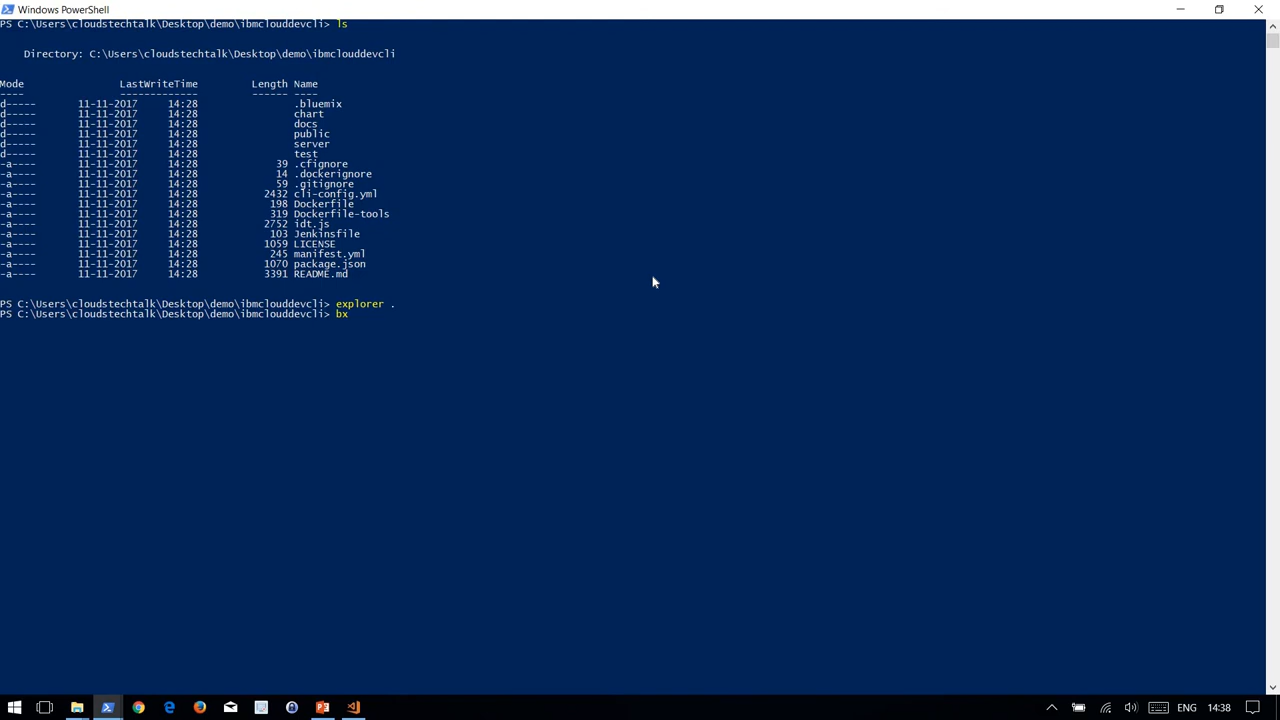 Windows PowerShell
PS C:\Users\cloudstechtalk\Desktop\demo\ibmclouddevcli> ls
Directory: C:\Users\cloudstechtalk\Desktop\demo\ibmclouddevcli
Mode LastWriteTime Length Name
---- ------------- ------ ----
d----- 11-11-2017 14:28 .bluemix
d----- 11-11-2017 14:28 chart
d----- 11-11-2017 14:28 docs
d----- 11-11-2017 14:28 public
d----- 11-11-2017 14:28 server
d----- 11-11-2017 14:28 test
-a---- 11-11-2017 14:28 39 .cfignore
-a---- 11-11-2017 14:28 14 .dockerignore
-a---- 11-11-2017 14:28 59 .gitignore
-a---- 11-11-2017 14:28 2432 cli-config.yml
-a---- 11-11-2017 14:28 198 Dockerfile
-a---- 11-11-2017 14:28 319 Dockerfile-tools
-a---- 11-11-2017 14:28 2752 idt.js
-a---- 11-11-2017 14:28 103 Jenkinsfile
-a---- 11-11-2017 14:28 1059 LICENSE
-a---- 11-11-2017 14:28 245 manifest.yml
-a---- 11-11-2017 14:28 1070 package.json
-a---- 11-11-2017 14:28 3391 README.md
PS C:\Users\cloudstechtalk\Desktop\demo\ibmclouddevcli> explorer .
PS C:\Users\cloudstechtalk\Desktop\demo\ibmclouddevcli> bx
ENG 14:38